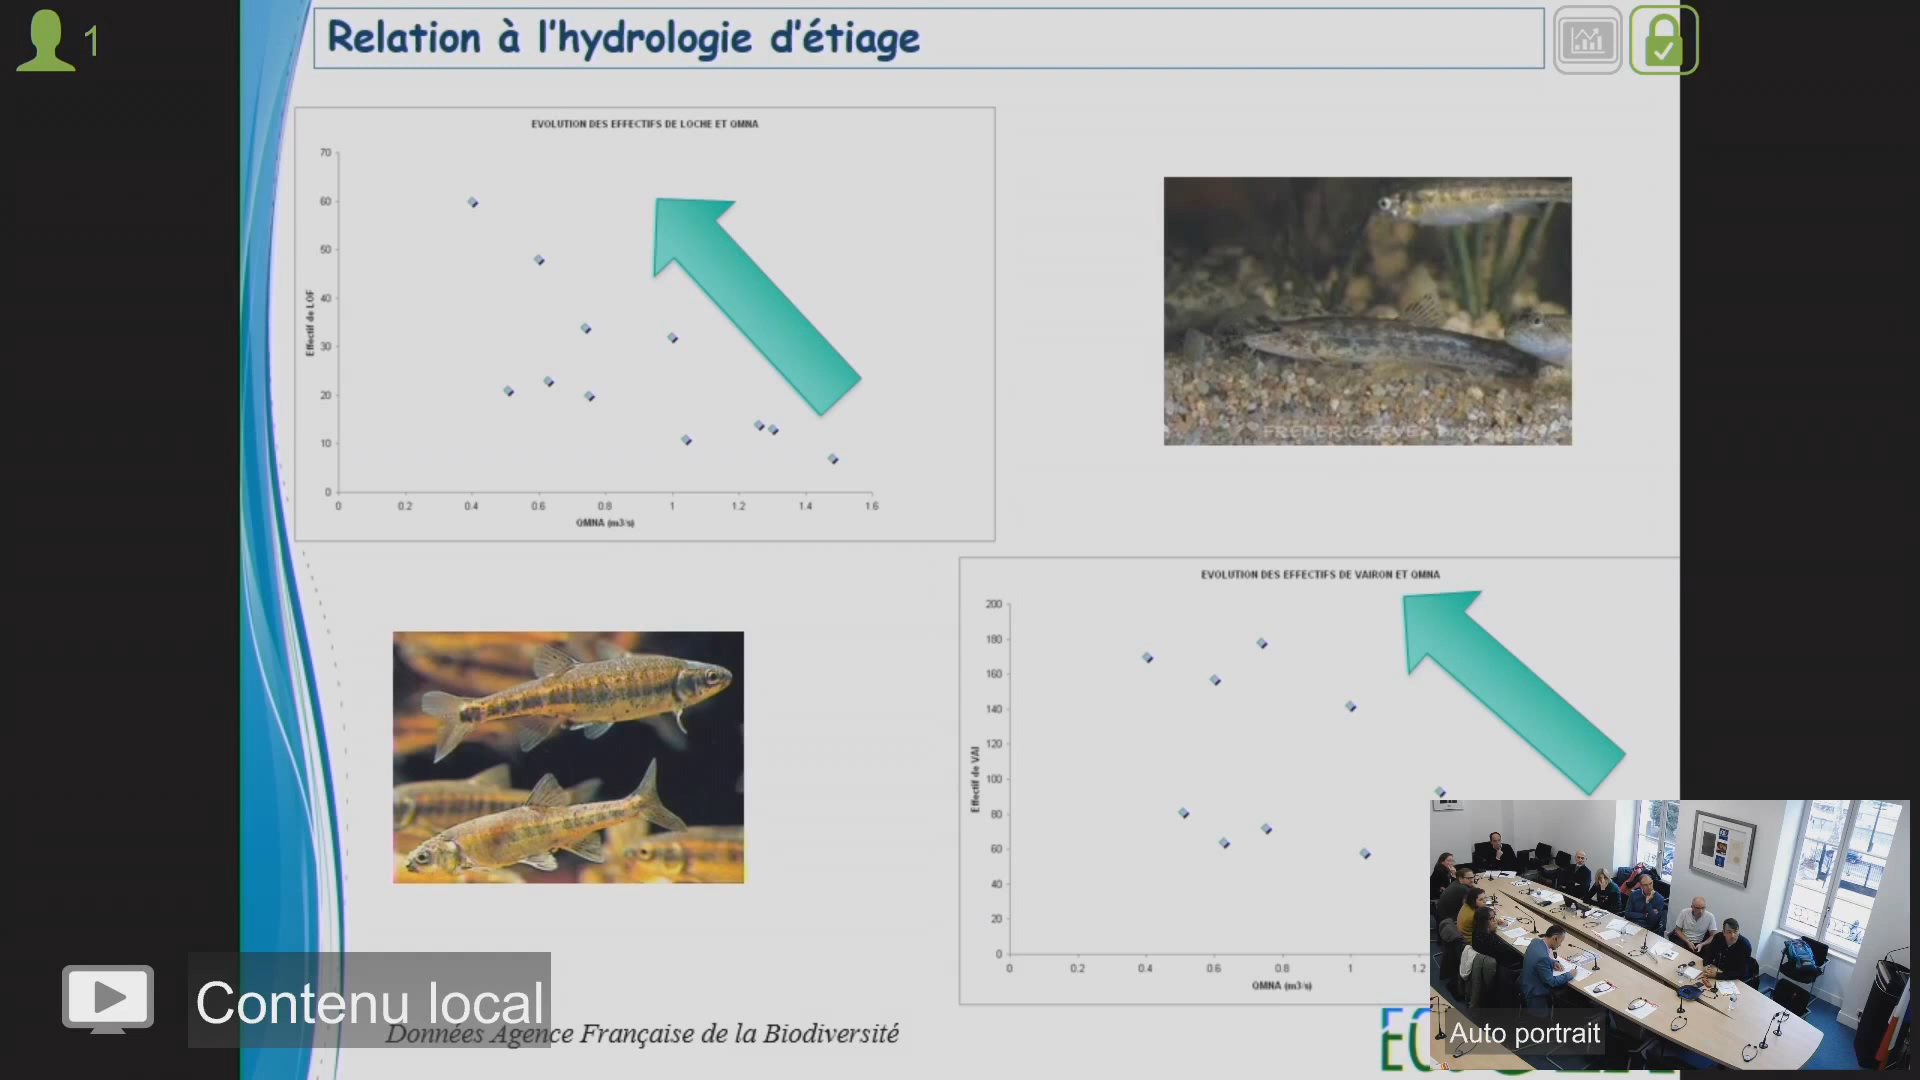 1
Relation à l'hydrologie d'étiage
EVOLUTION DES EFFECTIFS DE LOCHE ET QMNA
70
60
50
40
30
20
10
0
Effectif de LOF
0 0.2 0.4 0.6 0.8 1 1.2 1.4 1.6
QMNA (m3/s)
EVOLUTION DES EFFECTIFS DE VAIRON ET QMNA
200
180
160
140
120
100
80
60
40
20
0
Effectif de VAI
0 0.2 0.4 0.6 0.8 1 1.2
QMNA (m3/s)
Contenu local
Données Agence Française de la Biodiversité
Auto portrait